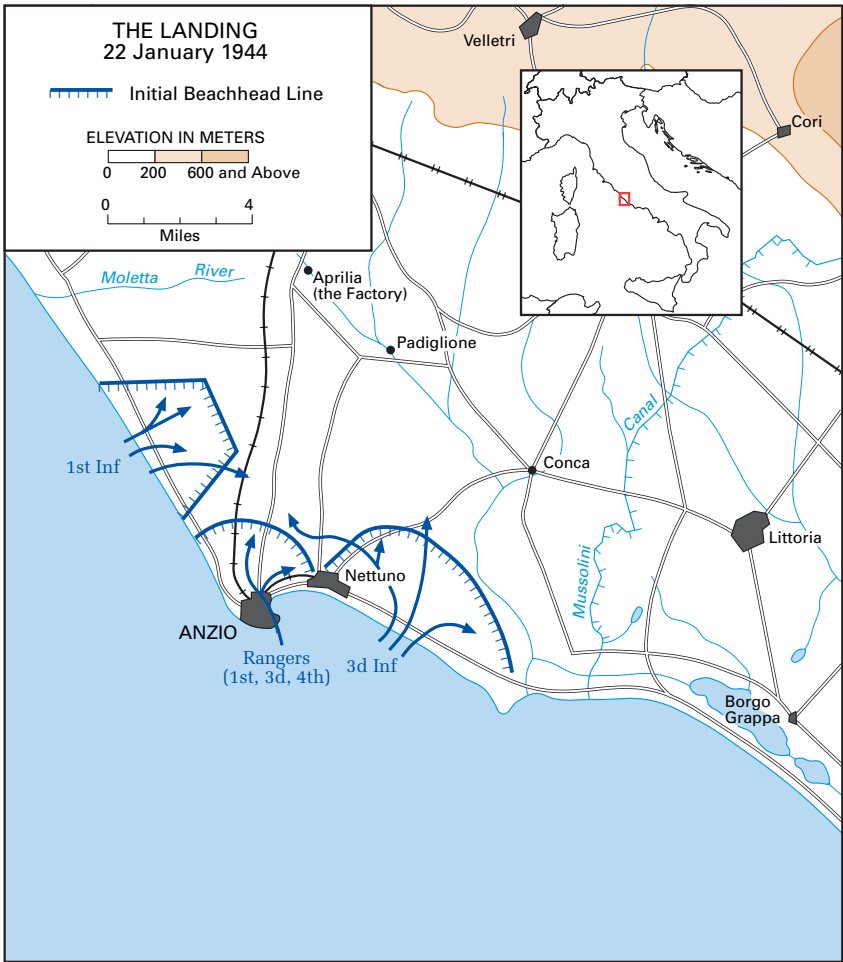 THE LANDING
22 January 1944
Initial Beachhead Line
ELEVATION IN METERS
0 200 600 and Above
0 4
Miles
Velletri
Cori
Moletta River
Aprilia
(the Factory)
Padiglione
Canal
1st Inf
Conca
Littoria
Mussolini
Nettuno
ANZIO
Rangers
(1st, 3d, 4th)
3d Inf
Borgo
Grappa